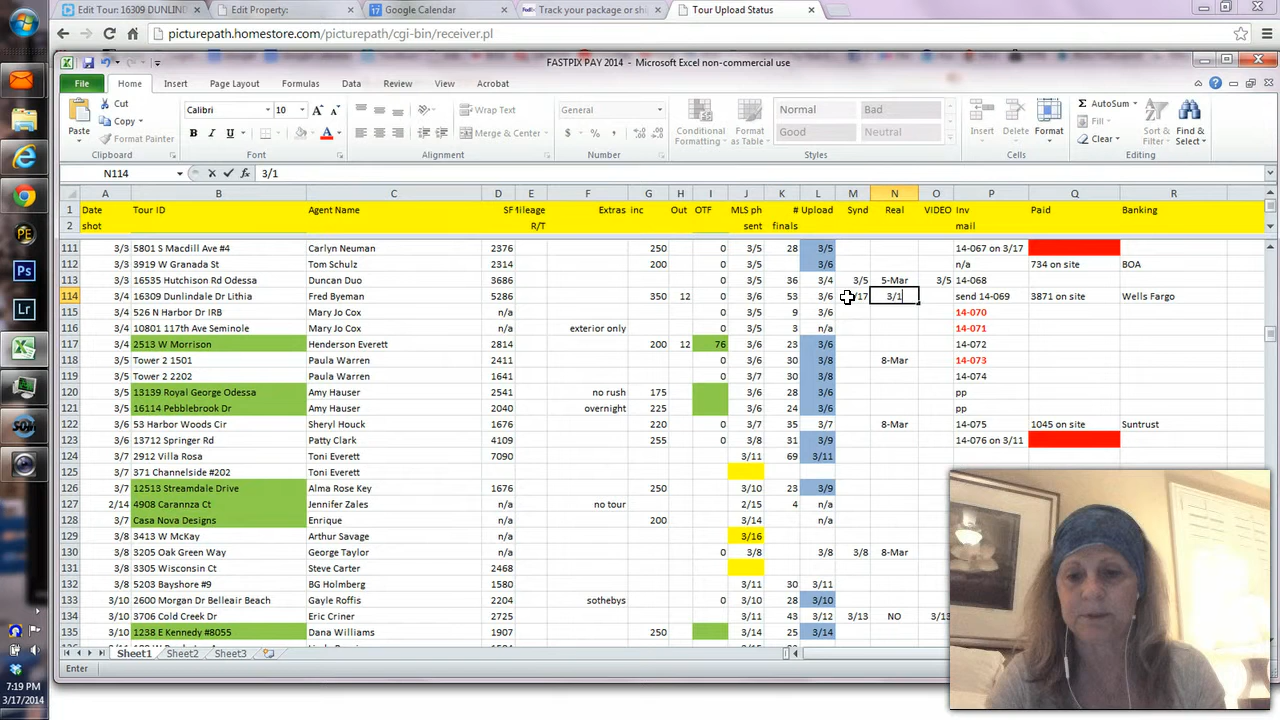 Edit Tour: 16309 DUNLIND
Edit Property:
Google Calendar
Track your package or shi
Tour Upload Status
picturepath.homestore.com/picturepath/cgi-bin/receiver.pl
FASTPIX PAY 2014 - Microsoft Excel non-commercial use
File Home Insert Page Layout Formulas Data Review View Acrobat
Paste Cut Copy Format Painter Clipboard
Calibri 10 B I U Font
Wrap Text Merge & Center Alignment
General $ % , Number
Conditional Formatting Format as Table Normal Bad Good Neutral Styles
Insert Delete Format Cells
AutoSum Fill Clear Sort & Filter Find & Select Editing
N114 3/1
A B C D E F G H I J K L M N O P Q R
1 Date Tour ID Agent Name SF Mileage Extras inc Out OTF MLS ph # Upload Synd Real VIDEO Inv Paid Banking
2 shot R/T sent finals mail
111 3/3 5801 S Macdill Ave #4 Carlyn Neuman 2376 250 0 3/5 28 3/5 14-067 on 3/17
112 3/3 3919 W Granada St Tom Schulz 2314 200 0 3/5 3/6 n/a 734 on site BOA
113 3/3 16535 Hutchison Rd Odessa Duncan Duo 3686 0 3/5 36 3/4 3/5 5-Mar 3/5 14-068
114 3/4 16309 Dunlindale Dr Lithia Fred Byeman 5286 350 12 0 3/6 53 3/6 /17 3/1 send 14-069 3871 on site Wells Fargo
115 3/4 526 N Harbor Dr IRB Mary Jo Cox n/a 0 3/5 9 3/6 14-070
116 3/4 10801 117th Ave Seminole Mary Jo Cox n/a exterior only 0 3/5 3 n/a 14-071
117 3/5 2513 W Morrison Henderson Everett 2814 200 12 76 3/6 23 3/6 14-072
118 3/5 Tower 2 1501 Paula Warren 2411 0 3/6 30 3/8 8-Mar 14-073
119 3/5 Tower 2 2202 Paula Warren 1641 0 3/7 30 3/8 14-074
120 3/5 13139 Royal George Odessa Amy Hauser 2541 no rush 175 3/6 28 3/6 pp
121 3/5 16114 Pebblebrook Dr Amy Hauser 2040 overnight 225 3/6 24 3/6 pp
122 3/6 53 Harbor Woods Cir Sheryl Houck 1676 220 0 3/7 35 3/7 8-Mar 14-075 1045 on site Suntrust
123 3/6 13712 Springer Rd Patty Clark 4109 255 0 3/8 31 3/9 14-076 on 3/11
124 3/7 2912 Villa Rosa Toni Everett 7090 3/11 69 3/11
125 3/7 371 Channelside #202 Toni Everett
126 3/7 12513 Streamdale Drive Alma Rose Key 1676 250 3/10 23 3/9
127 2/14 4908 Carannza Ct Jennifer Zales n/a no tour 2/15 4 n/a
128 3/7 Casa Nova Designs Enrique n/a 200 3/14 n/a
129 3/8 3413 W McKay Arthur Savage n/a 3/16
130 3/8 3205 Oak Green Way George Taylor n/a 0 3/8 3/8 3/8 8-Mar
131 3/8 3305 Wisconsin Ct Steve Carter 2468
132 3/8 5203 Bayshore #9 BG Holmberg 1580 3/11 30 3/11
133 3/10 2600 Morgan Dr Belleair Beach Gayle Roffis 2204 sothebys 0 3/10 28 3/10
134 3/10 3706 Cold Creek Dr Eric Criner 2725 3/11 43 3/12 3/13 NO 3/13
135 3/10 1238 E Kennedy #8055 Dana Williams 1907 250 3/14 25 3/14
Sheet1 Sheet2 Sheet3
Enter
7:19 PM
3/17/2014